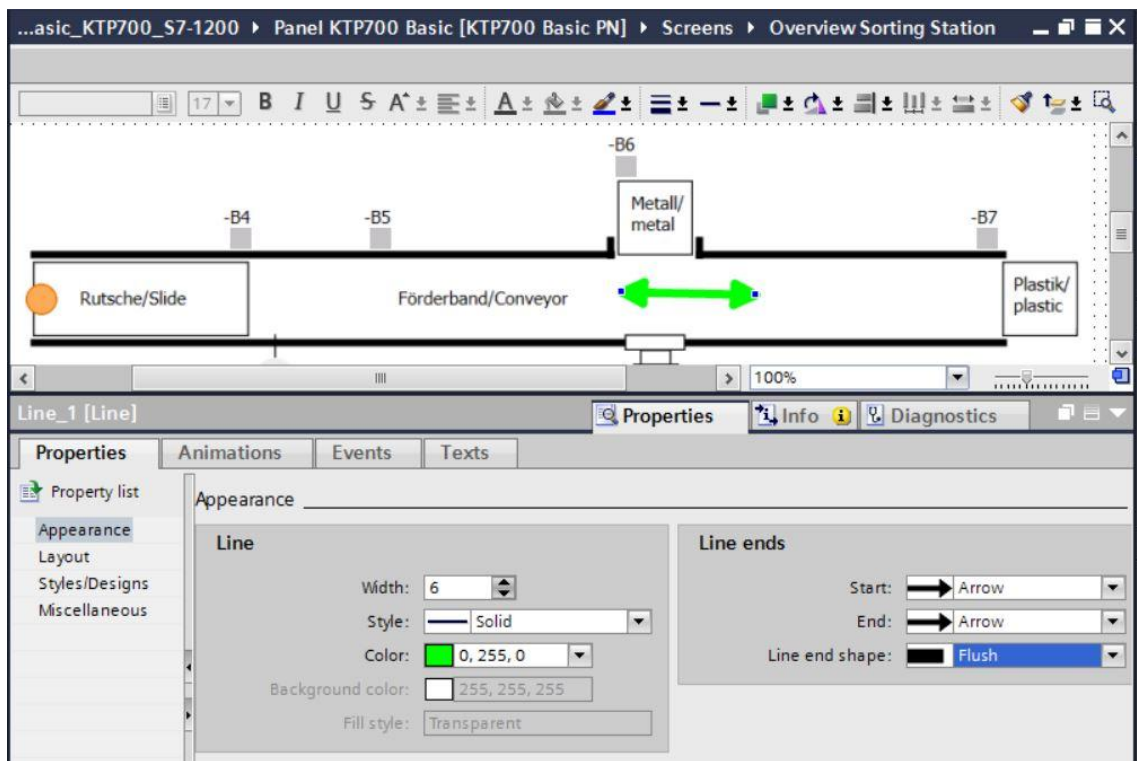 ...asic_KTP700_S7-1200 ▸ Panel KTP700 Basic [KTP700 Basic PN] ▸ Screens ▸ Overview Sorting Station
17
B I U S A A
-B6
Metall/
metal
-B4
-B5
-B7
Rutsche/Slide
Förderband/Conveyor
Plastik/
plastic
100%
Line_1 [Line]
Properties
Info
Diagnostics
Properties
Animations
Events
Texts
Property list
Appearance
Layout
Styles/Designs
Miscellaneous
Appearance
Line
Width: 6
Style: Solid
Color: 0, 255, 0
Background color: 255, 255, 255
Fill style: Transparent
Line ends
Start: Arrow
End: Arrow
Line end shape: Flush